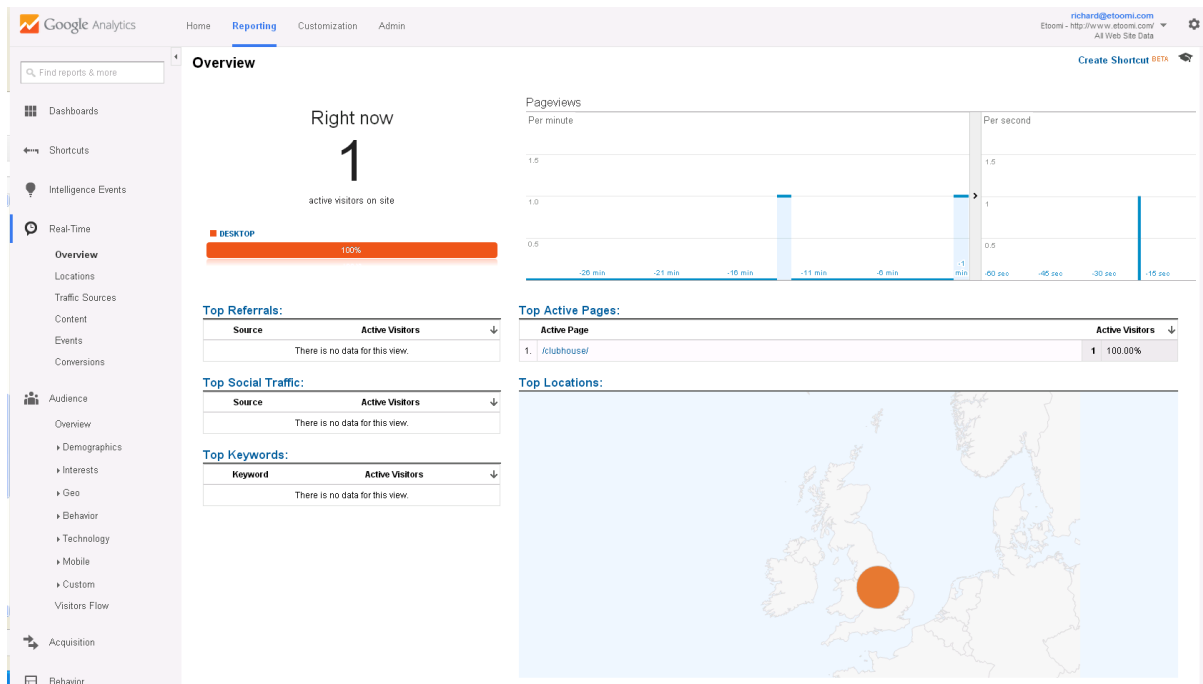 Google Analytics
Home Reporting Customization Admin
richard@etoomi.com
Etoomi - http://www.etoomi.com/
All Web Site Data
Find reports & more
Overview
Create Shortcut BETA
Dashboards
Shortcuts
Intelligence Events
Real-Time
Overview
Locations
Traffic Sources
Content
Events
Conversions
Audience
Overview
Demographics
Interests
Geo
Behavior
Technology
Mobile
Custom
Visitors Flow
Acquisition
Behavior
Right now
1
active visitors on site
DESKTOP
100%
Pageviews
Per minute
1.5
1.0
0.5
-26 min -21 min -16 min -11 min -6 min -1 min
Per second
1.5
1
0.5
-60 sec -45 sec -30 sec -15 sec
Top Referrals:
Source Active Visitors
There is no data for this view.
Top Social Traffic:
Source Active Visitors
There is no data for this view.
Top Keywords:
Keyword Active Visitors
There is no data for this view.
Top Active Pages:
Active Page Active Visitors
1. /clubhouse/ 1 100.00%
Top Locations: